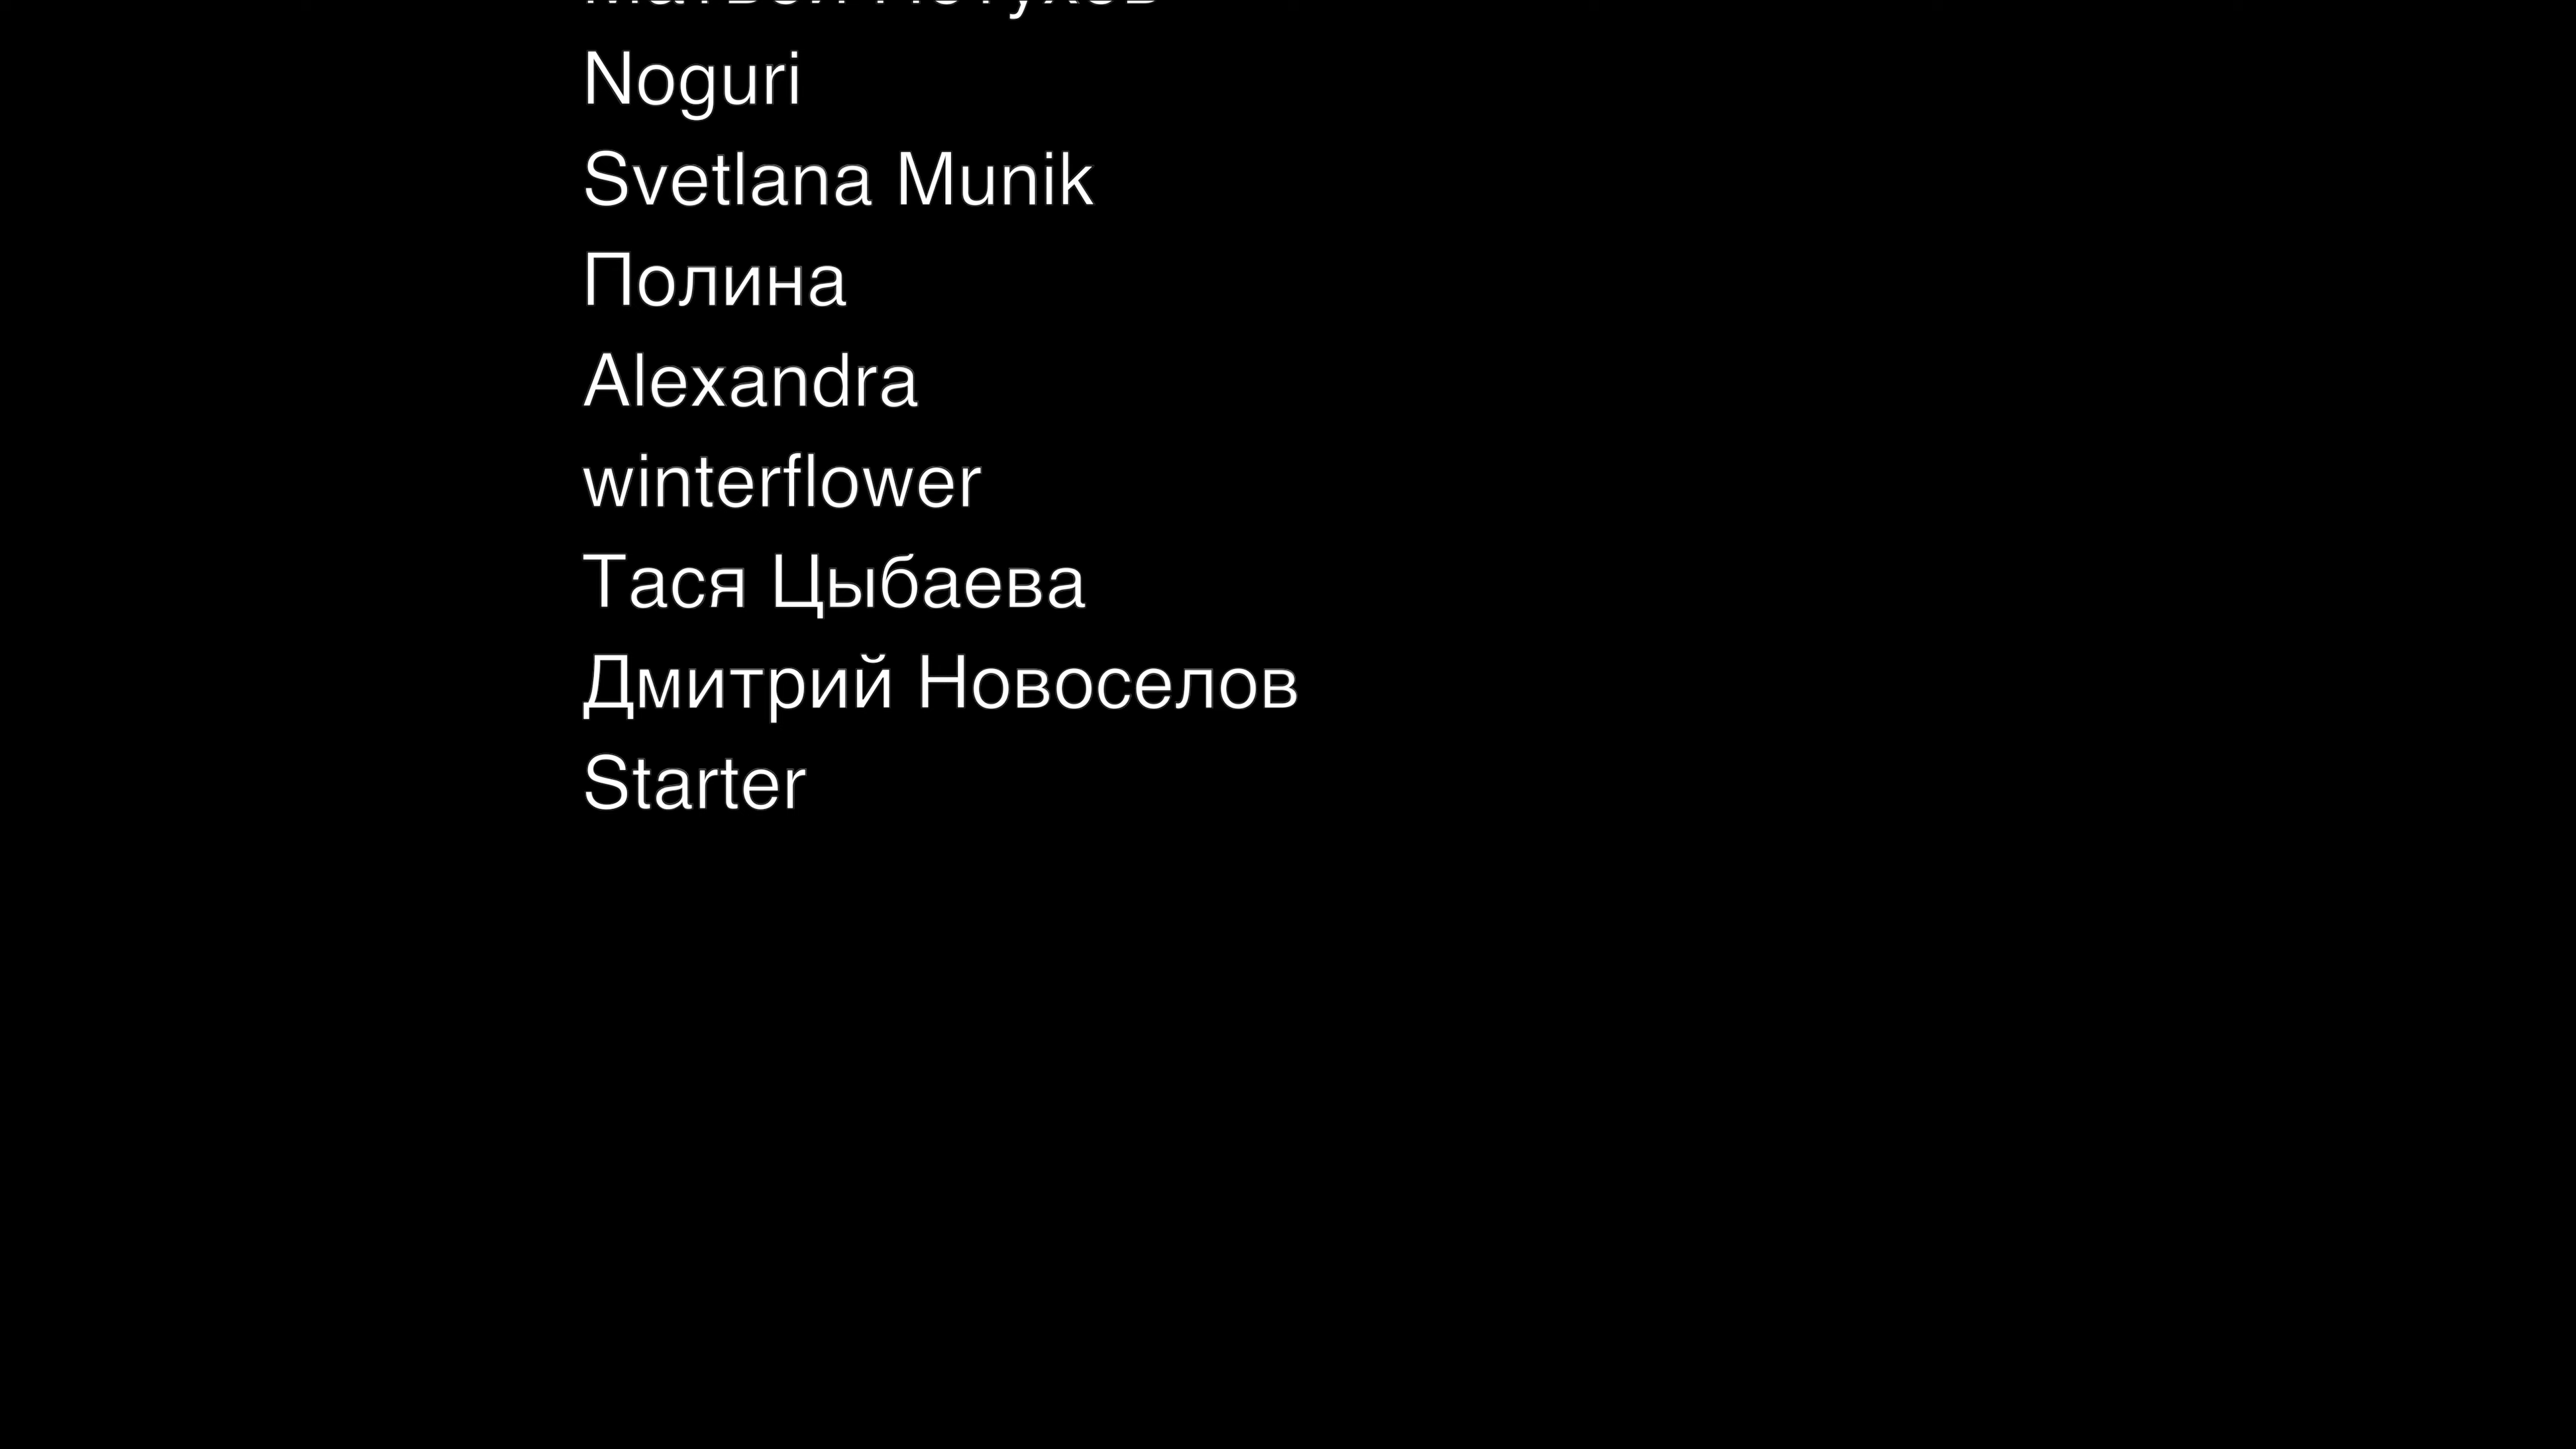 Noguri
Svetlana Munik
Полина
Alexandra
winterflower
Тася Цыбаева
Дмитрий Новоселов
Starter